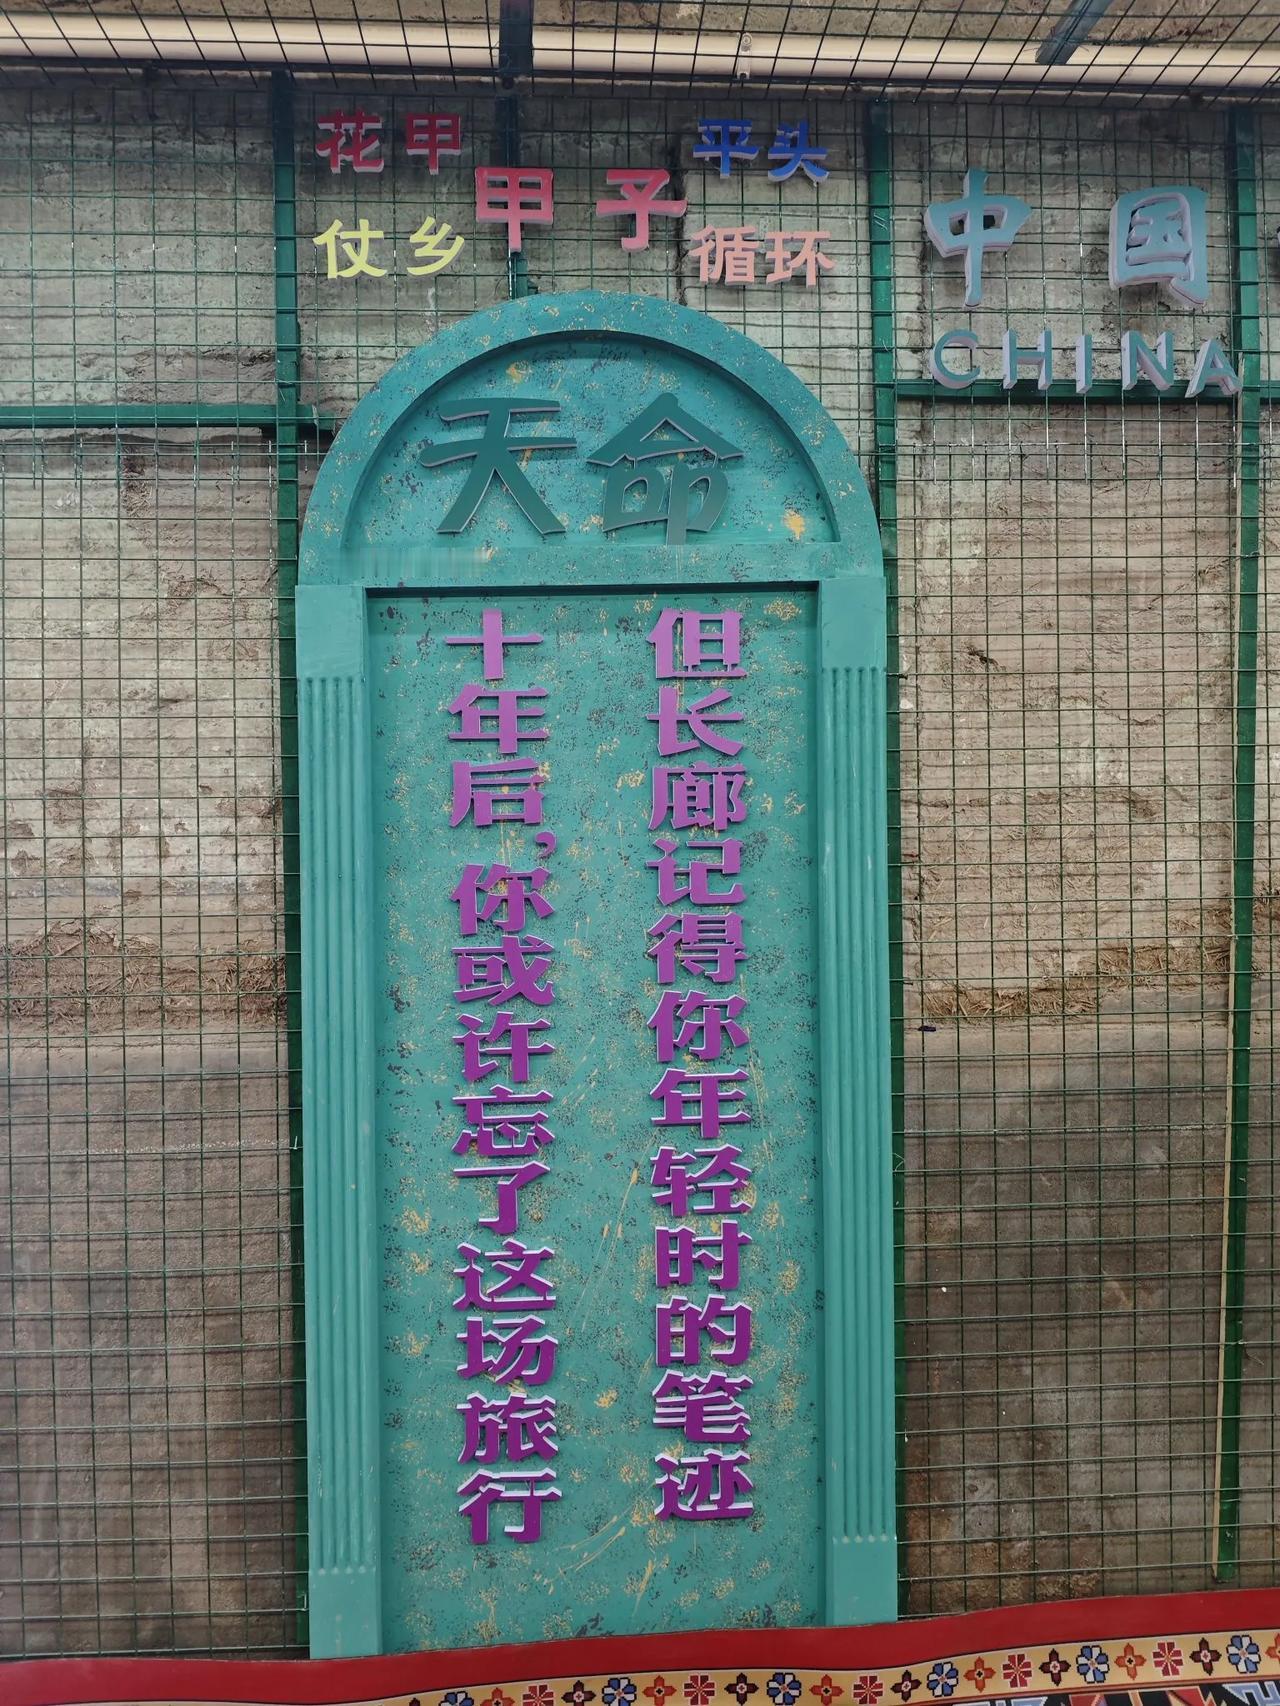 花甲
平头
甲子
仗乡
循环
中国
CHINA
天命
十年后，你或许忘了这场旅行
但长廊记得你年轻时的笔迹